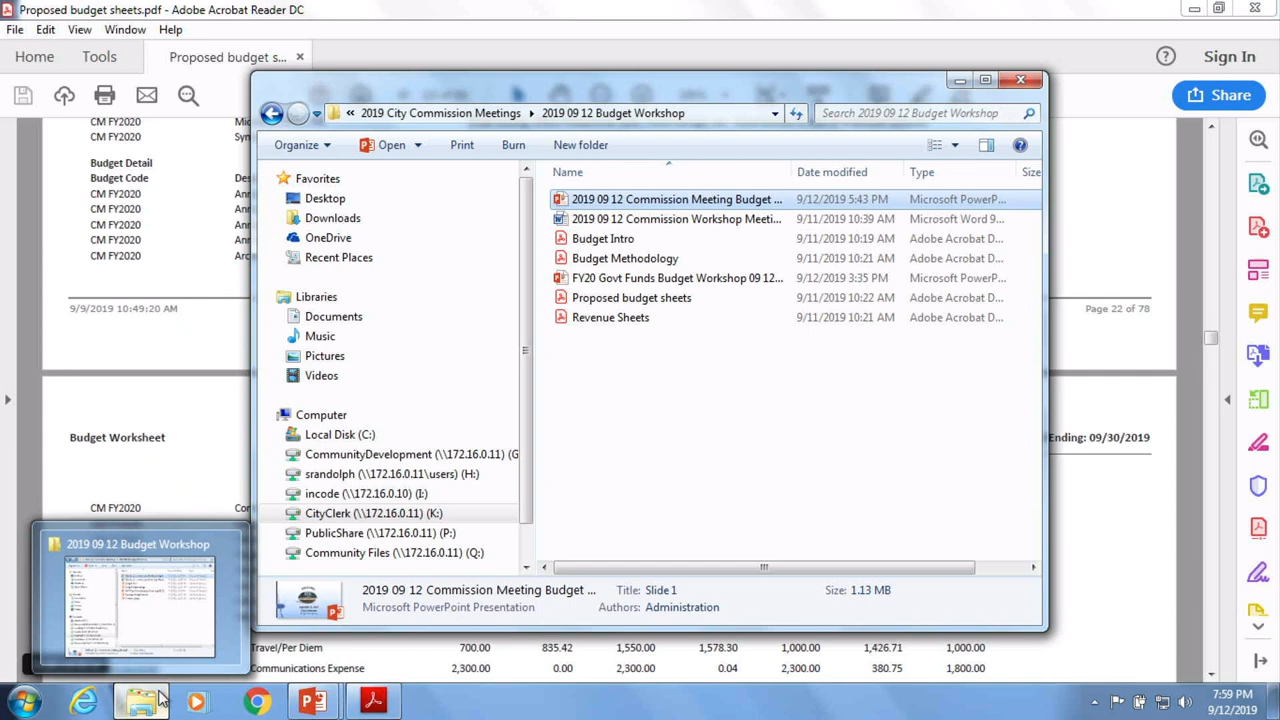 Proposed budget sheets.pdf - Adobe Acrobat Reader DC
File Edit View Window Help
Home Tools Proposed budget s... ×
Sign In
Share
CM FY2020
CM FY2020
Budget Detail
Budget Code
CM FY2020
CM FY2020
CM FY2020
CM FY2020
CM FY2020
9/9/2019 10:49:20 AM
Page 22 of 78
Budget Worksheet
Ending: 09/30/2019
CM FY2020
« 2019 City Commission Meetings 2019 09 12 Budget Workshop
Search 2019 09 12 Budget Workshop
Organize Open Print Burn New folder
Name Date modified Type Size
Favorites
Desktop
Downloads
OneDrive
Recent Places
Libraries
Documents
Music
Pictures
Videos
Computer
Local Disk (C:)
CommunityDevelopment (\\172.16.0.11) (G
srandolph (\\172.16.0.11\users) (H:)
incode (\\172.16.0.10) (I:)
CityClerk (\\172.16.0.11) (K:)
PublicShare (\\172.16.0.11) (P:)
Community Files (\\172.16.0.11) (Q:)
2019 09 12 Commission Meeting Budget ... 9/12/2019 5:43 PM Microsoft PowerP...
2019 09 12 Commission Workshop Meeti... 9/11/2019 10:39 AM Microsoft Word 9...
Budget Intro 9/11/2019 10:19 AM Adobe Acrobat D...
Budget Methodology 9/11/2019 10:21 AM Adobe Acrobat D...
FY20 Govt Funds Budget Workshop 09 12... 9/12/2019 3:35 PM Microsoft PowerP...
Proposed budget sheets 9/11/2019 10:22 AM Adobe Acrobat D...
Revenue Sheets 9/11/2019 10:21 AM Adobe Acrobat D...
2019 09 12 Commission Meeting Budget ... Title: Slide 1 Size: 1.13 MB
Microsoft PowerPoint Presentation Authors: Administration
2019 09 12 Budget Workshop
Travel/Per Diem 700.00 835.42 1,550.00 1,578.30 1,550.00 1,426.71 1,000.00
Communications Expense 2,300.00 0.00 2,300.00 0.04 2,300.00 380.75 1,800.00
7:59 PM
9/12/2019